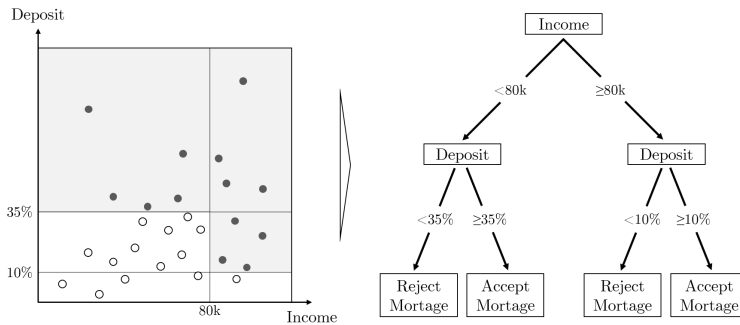 Deposit
35%
10%
80k
Income
Income
<80k
≥80k
Deposit
Deposit
<35%
≥35%
<10%
≥10%
Reject
Mortage
Accept
Mortage
Reject
Mortage
Accept
Mortage